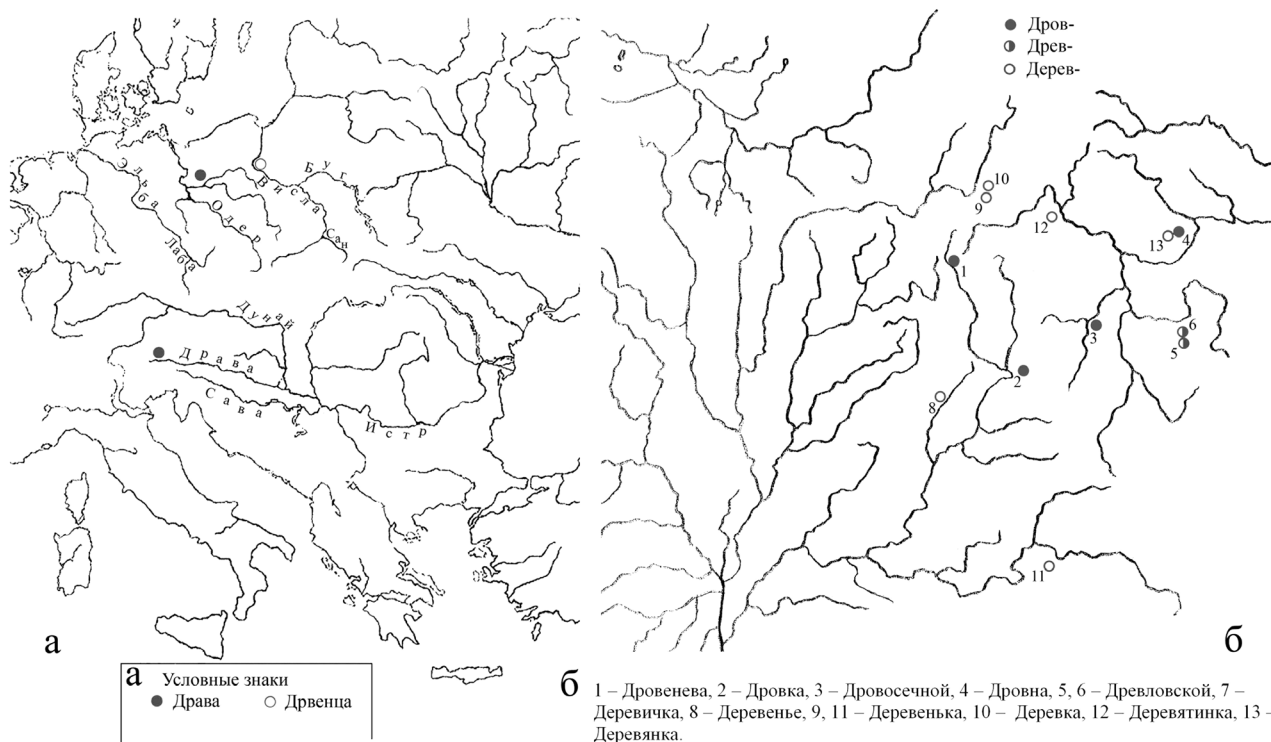 Эльба
Лаба
Одер
Висла
Буг
Сан
Дунай
Драва
Сава
Истр
а
а
Условные знаки
Драва
Дрвенца
Дров-
Древ-
Дерев-
10
9
12
13
4
1
3
6
5
2
8
11
б
б
1 – Дровенева, 2 – Дровка, 3 – Дровосечной, 4 – Дровна, 5, 6 – Древловской, 7 –
Деревичка, 8 – Деревенье, 9, 11 – Деревенька, 10 – Деревка, 12 – Деревятинка, 13 –
Деревянка.